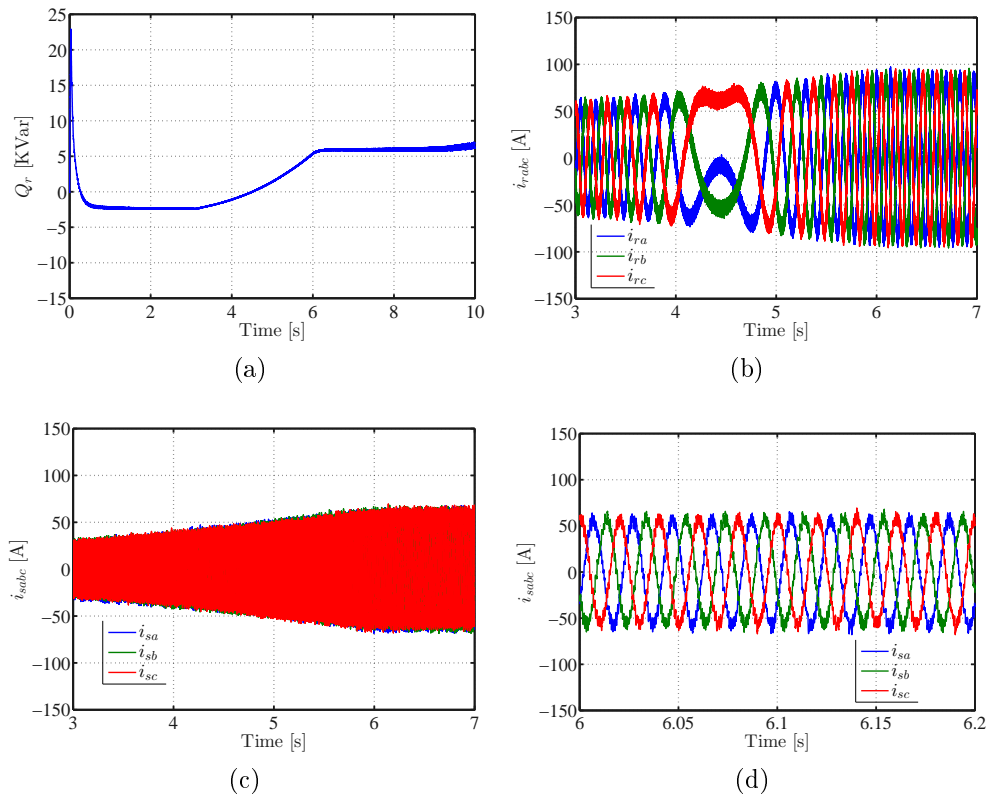 25
20
15
10
5
0
−5
−10
−15
Q_r [KVar]
0 2 4 6 8 10
Time [s]
(a)
150
100
50
0
−50
−100
−150
i_rabc [A]
i_ra
i_rb
i_rc
3 4 5 6 7
Time [s]
(b)
150
100
50
0
−50
−100
−150
i_sabc [A]
i_sa
i_sb
i_sc
3 4 5 6 7
Time [s]
(c)
150
100
50
0
−50
−100
−150
i_sabc [A]
i_sa
i_sb
i_sc
6 6.05 6.1 6.15 6.2
Time [s]
(d)